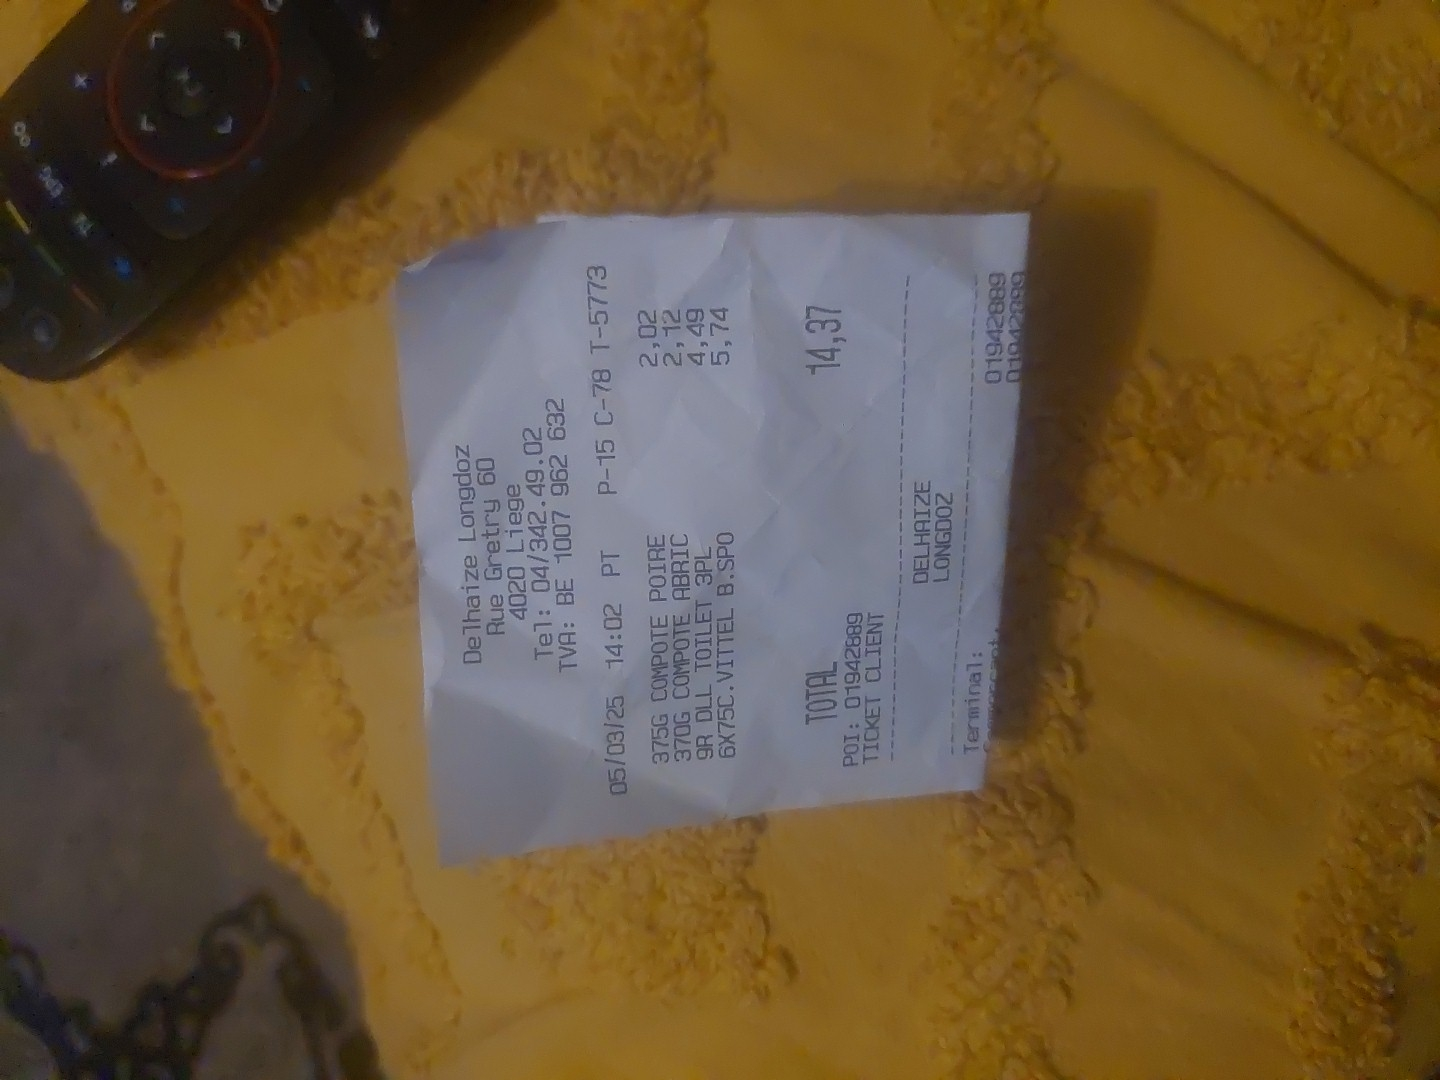 Delhaize Longdoz
Rue Gretry 60
4020 Liege
Tel: 04/342.49.02
TVA: BE 1007 962 632
05/03/25 14:02 PT P-15 C-78 T-5773
375G COMPOTE POIRE 2,02
370G COMPOTE ABRIC 2,12
9R DLL TOILET 3PL 4,49
6X75C.VITTEL B.SPO 5,74
TOTAL 14,37
POI: 01942889
TICKET CLIENT
DELHAIZE
LONGDOZ
Terminal: 01942889
01942889